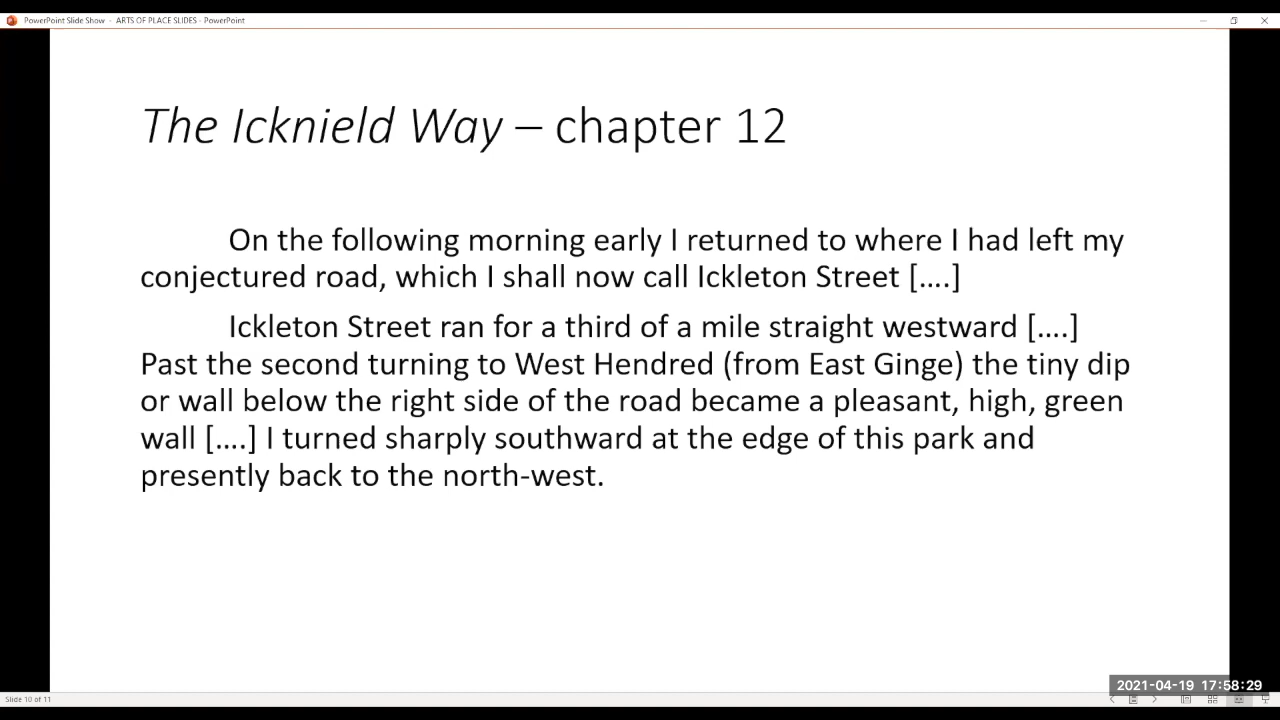 PowerPoint Slide Show - ARTS OF PLACE SLIDES - PowerPoint
The Icknield Way – chapter 12
On the following morning early I returned to where I had left my
conjectured road, which I shall now call Ickleton Street [....]
Ickleton Street ran for a third of a mile straight westward [....]
Past the second turning to West Hendred (from East Ginge) the tiny dip
or wall below the right side of the road became a pleasant, high, green
wall [....] I turned sharply southward at the edge of this park and
presently back to the north-west.
2021-04-19 17:58:29
Slide 10 of 11